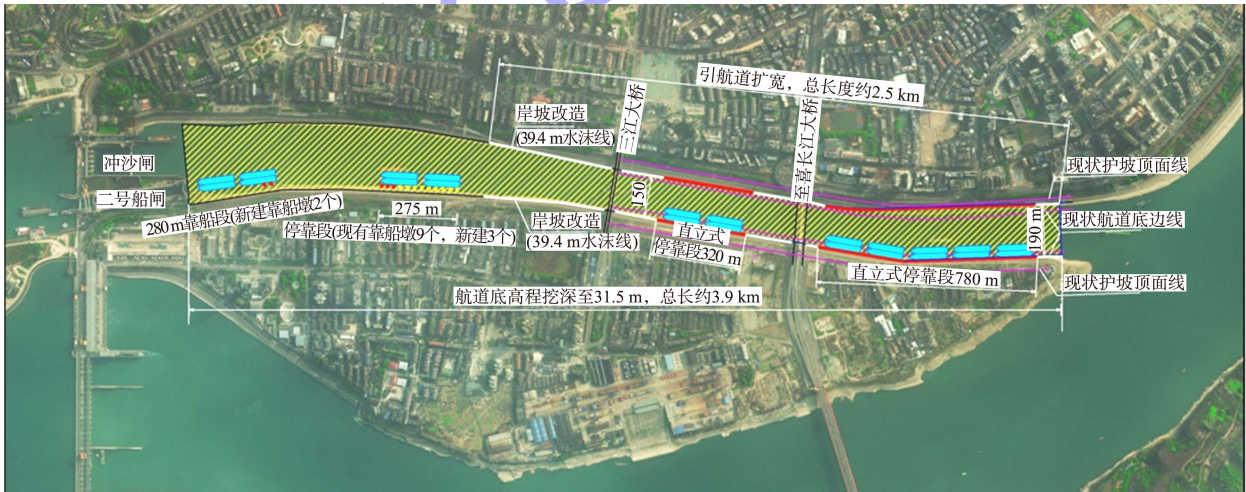 引航道扩宽，总长度约2.5 km
岸坡改造
(39.4 m水沫线)
三江大桥
至喜长江大桥
冲沙闸
二号船闸
现状护坡顶面线
150
190 m
现状航道底边线
280 m靠船段(新建靠船墩2个)
275 m
停靠段(现有靠船墩9个，新建3个)
岸坡改造
(39.4 m水沫线)
直立式
停靠段320 m
直立式停靠段780 m
现状护坡顶面线
航道底高程挖深至31.5 m，总长约3.9 km